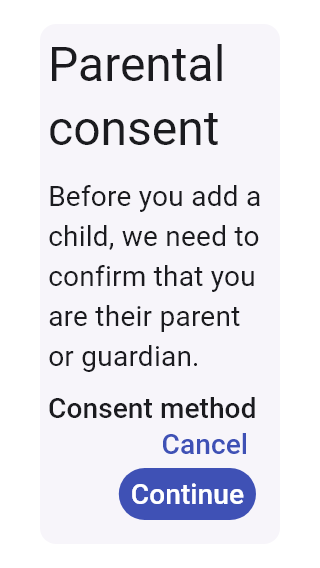 Parental
consent
Before you add a
child, we need to
confirm that you
are their parent
or guardian.
Consent method
Cancel
Continue